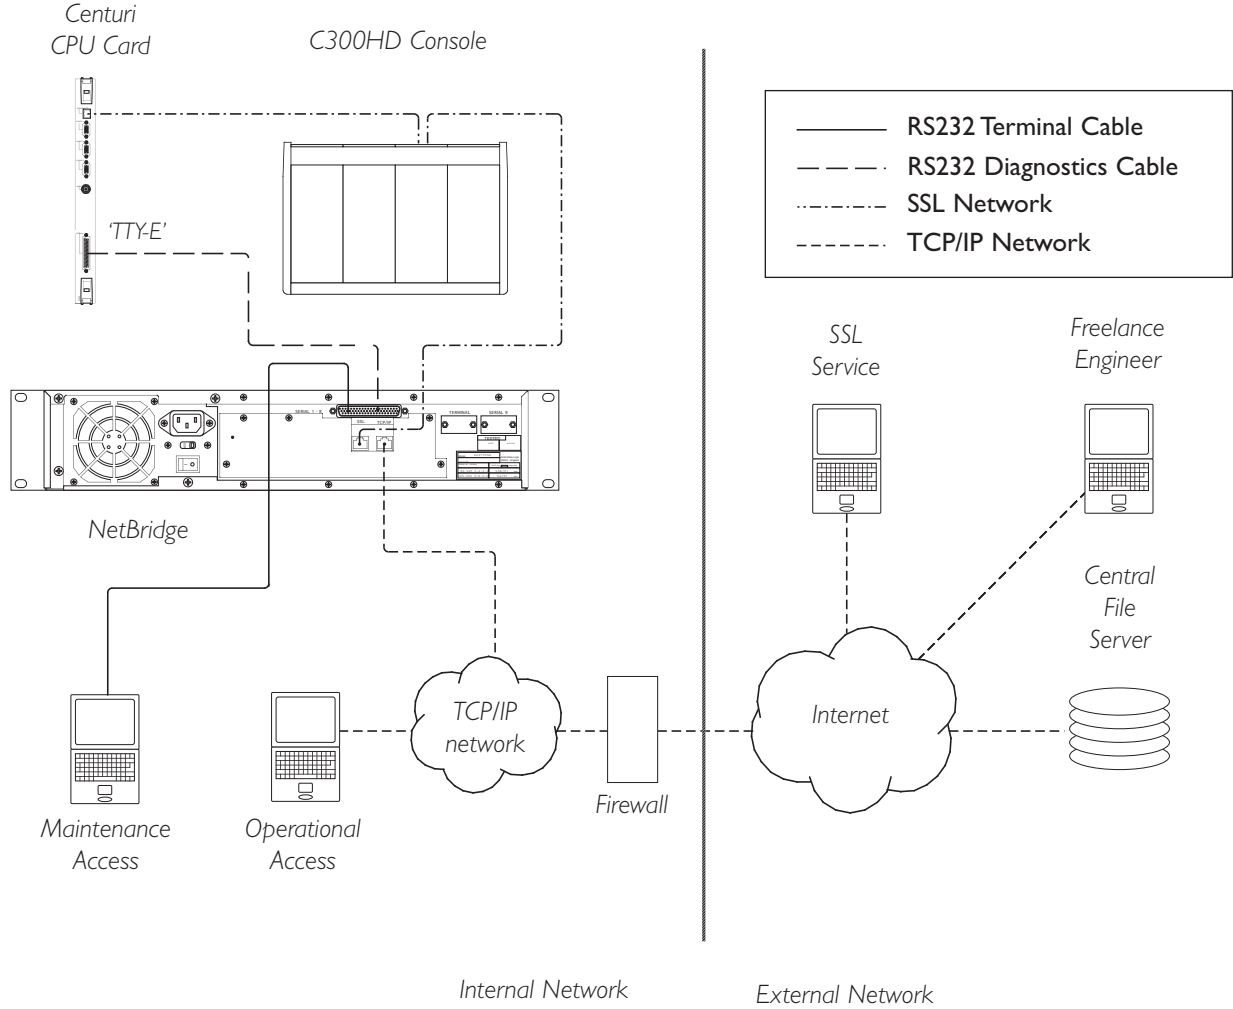 Centuri
CPU Card
C300HD Console
RS232 Terminal Cable
RS232 Diagnostics Cable
SSL Network
TCP/IP Network
'TTY-E'
SSL
Service
Freelance
Engineer
SERIAL 1 - 8
TERMINAL
SERIAL 9
SSL
TCP/IP
TESTED
NetBridge
Central
File
Server
TCP/IP
network
Internet
Firewall
Maintenance
Access
Operational
Access
Internal Network
External Network